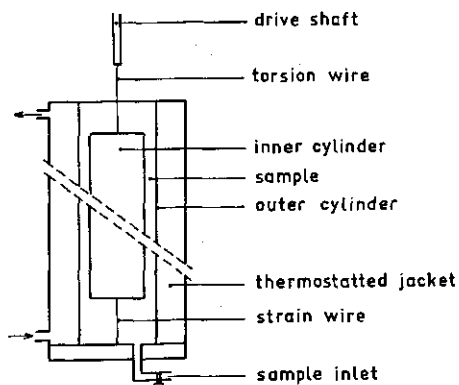 drive shaft
torsion wire
inner cylinder
sample
outer cylinder
thermostatted jacket
strain wire
sample inlet